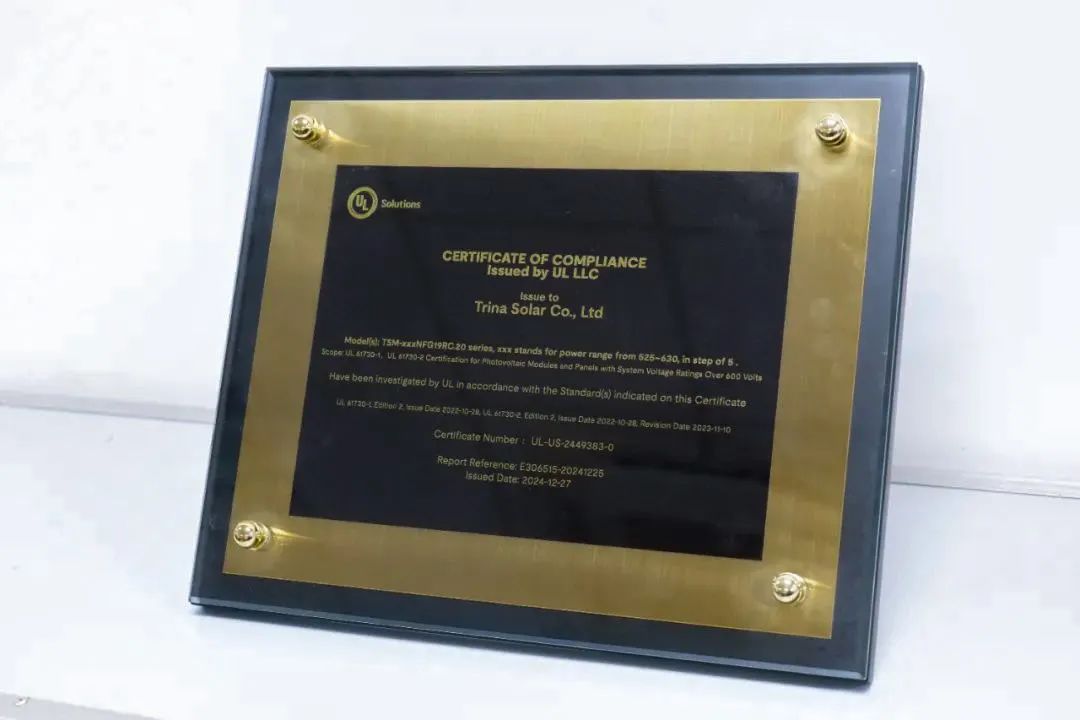 UL Solutions
CERTIFICATE OF COMPLIANCE
Issued by UL LLC
Issue to
Trina Solar Co., Ltd
Model(s): TSM-xxxNFG19RC.20 series, xxx stands for power range from 525~630, in step of 5 .
Scope: UL 61730-1, UL 61730-2 Certification for Photovoltaic Modules and Panels with System Voltage Ratings Over 600 Volts
Have been investigated by UL in accordance with the Standard(s) indicated on this Certificate
UL 61730-1, Edition 2, Issue Date 2022-10-28, UL 61730-2, Edition 2, Issue Date 2022-10-28, Revision Date 2023-11-10
Certificate Number : UL-US-2449383-0
Report Reference: E306515-20241225
Issued Date: 2024-12-27